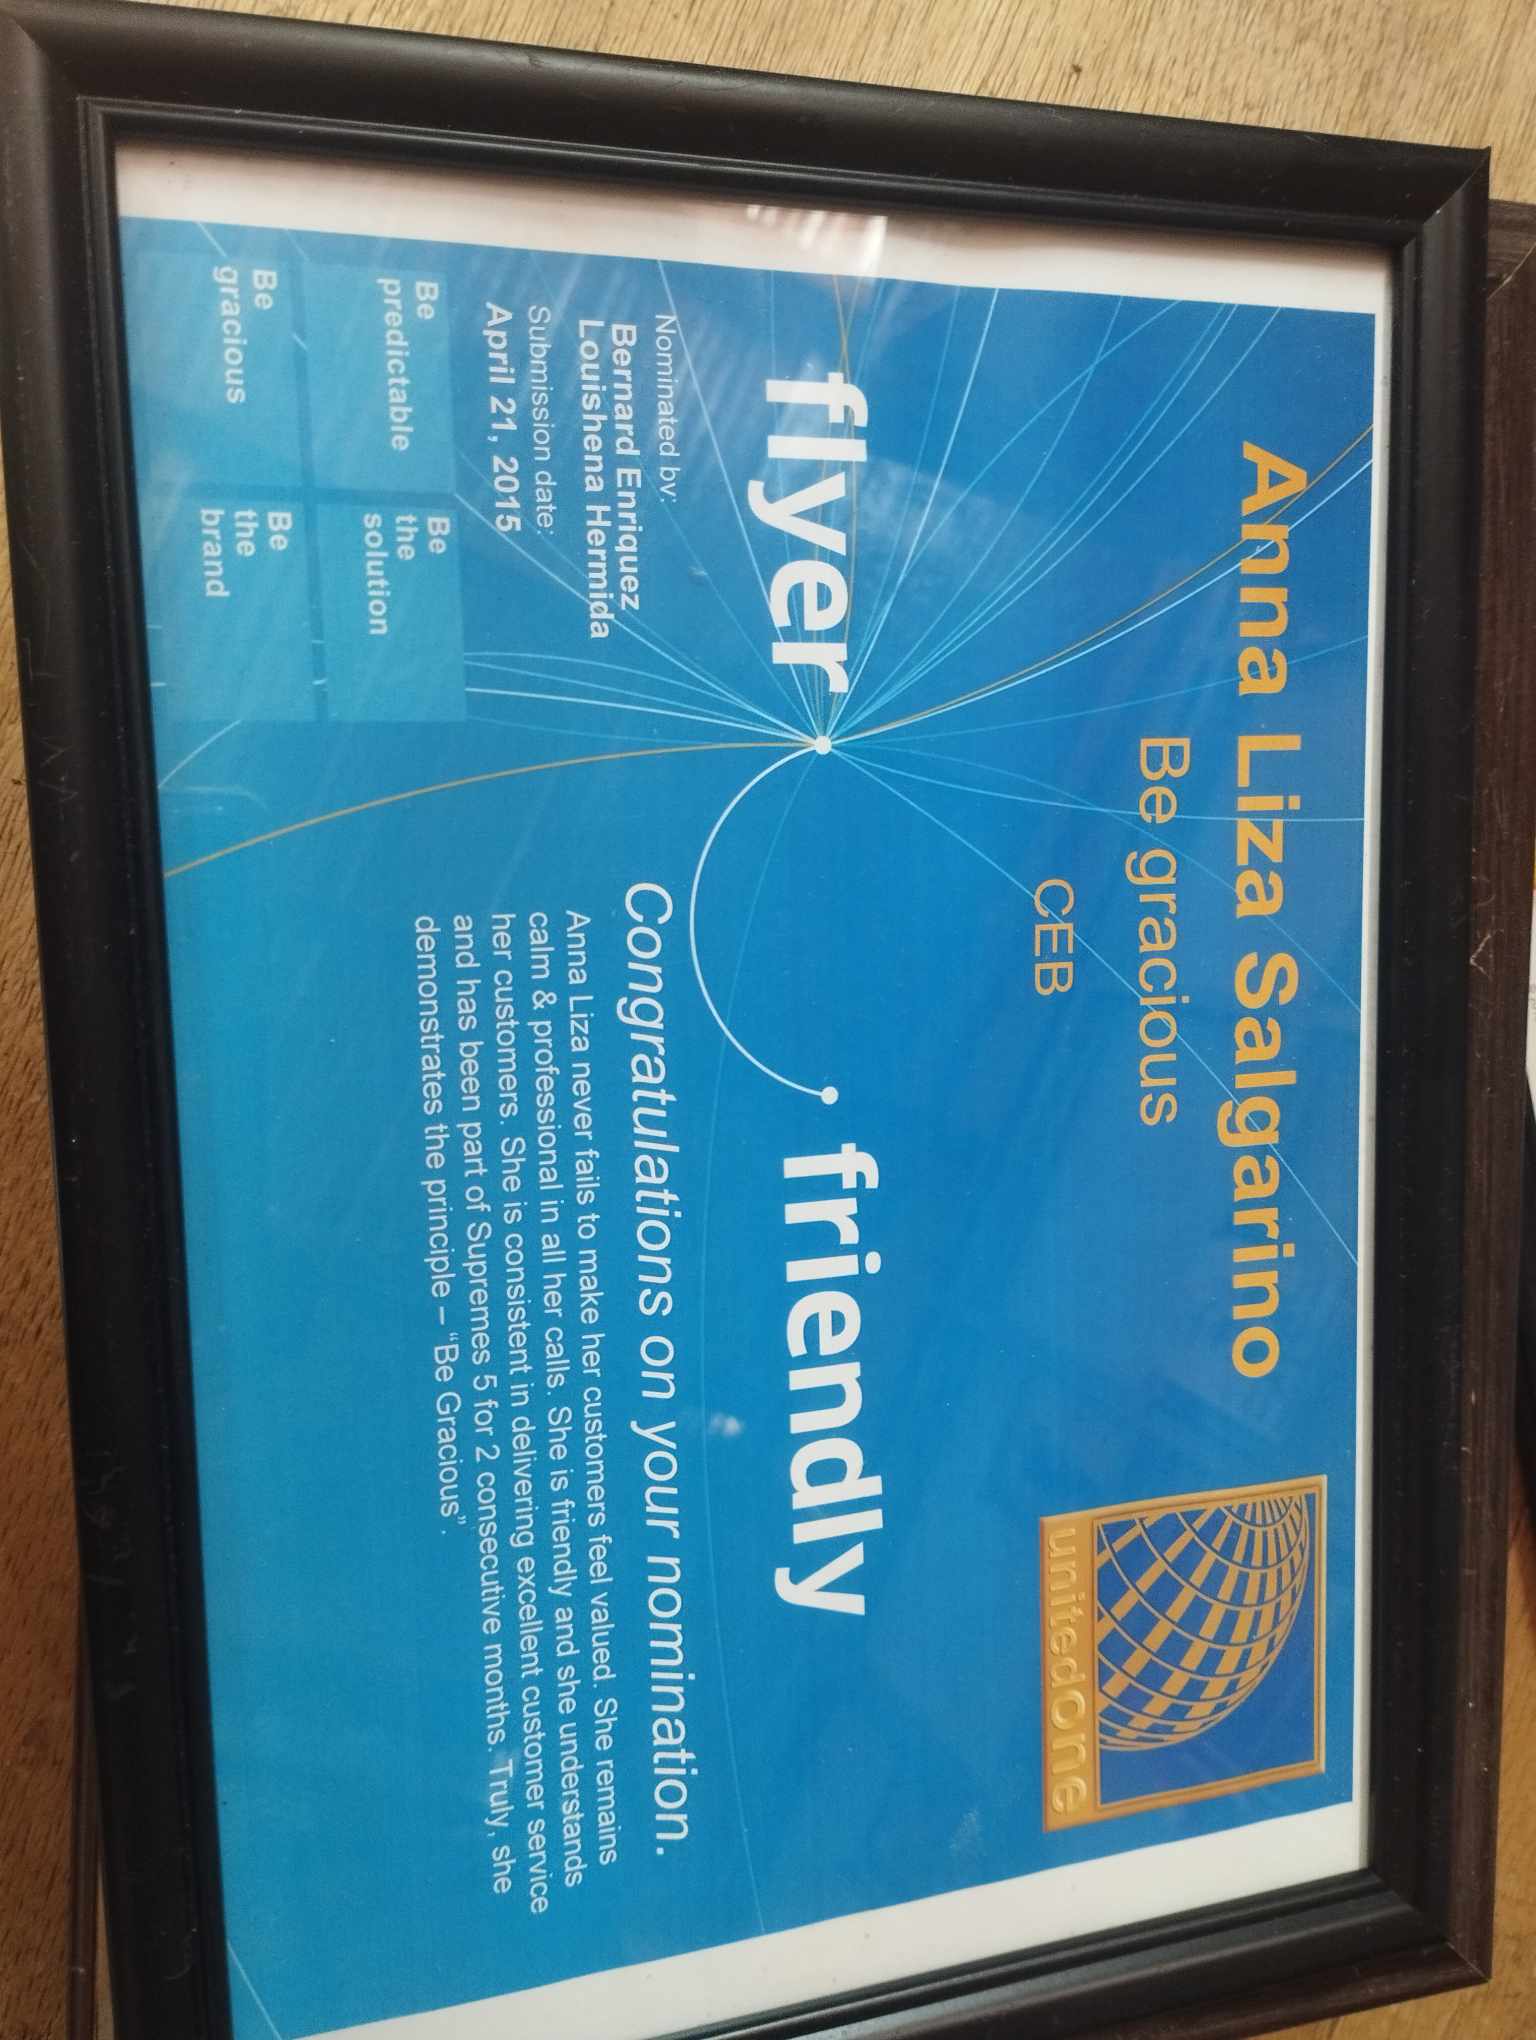 Anna Liza Salgarino
Be gracious
CEB
unitedone
flyer friendly
Nominated by:
Bernard Enriquez
Louishena Hermida
Submission date:
April 21, 2015
Be
predictable
Be
the
solution
Be
gracious
Be
the
brand
Congratulations on your nomination.
Anna Liza never fails to make her customers feel valued. She remains
calm & professional in all her calls. She is friendly and she understands
her customers. She is consistent in delivering excellent customer service
and has been part of Supremes 5 for 2 consecutive months. Truly, she
demonstrates the principle – “Be Gracious”.